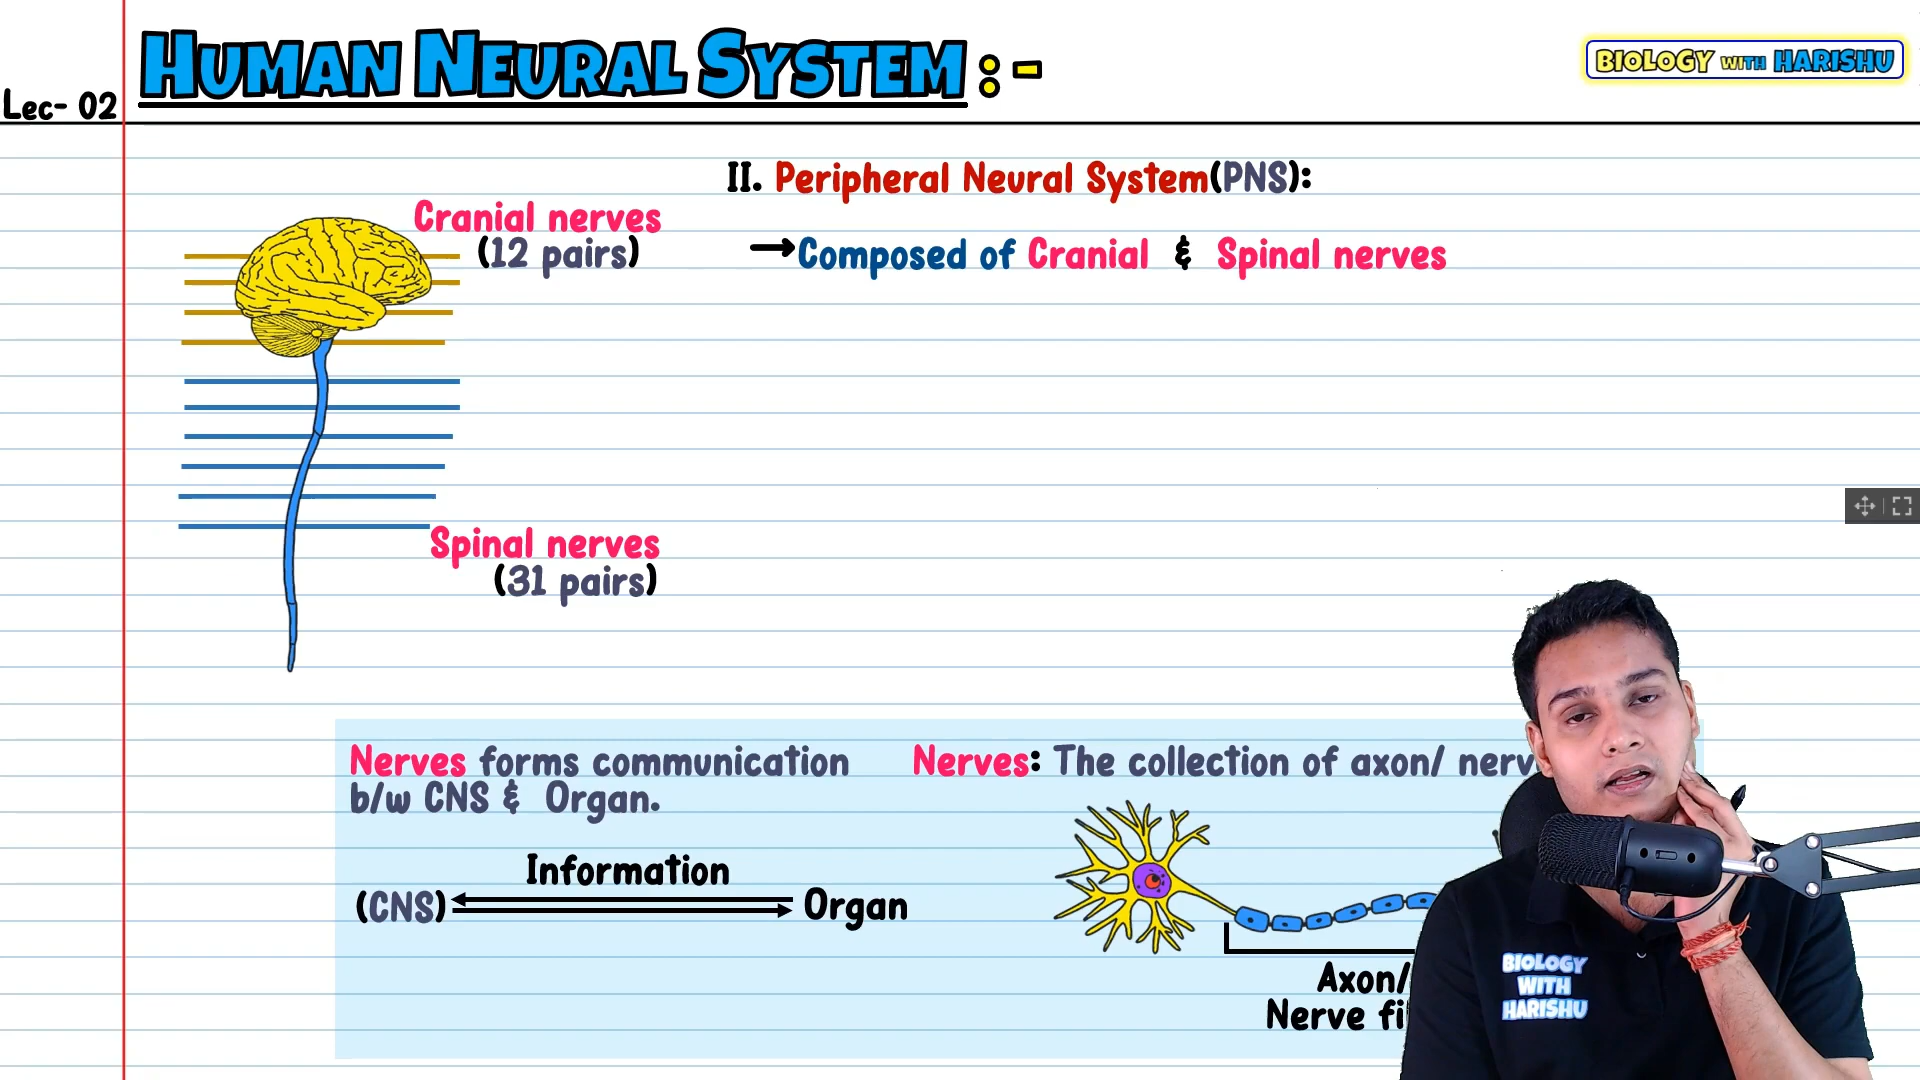 HUMAN NEURAL SYSTEM :-
BIOLOGY WITH HARISHU
Lec- 02
II. Peripheral Neural System(PNS):
Cranial nerves
(12 pairs)
→Composed of Cranial & Spinal nerves
Spinal nerves
(31 pairs)
Nerves forms communication
b/w CNS & Organ.
Nerves: The collection of axon/
Information
(CNS) Organ
Axon/
Nerve
BIOLOGY
WITH
HARISHU